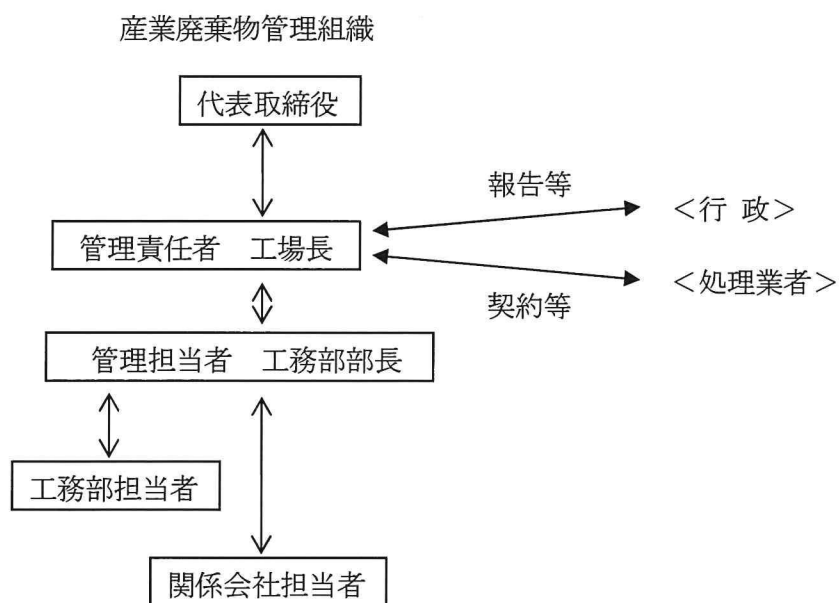 産業廃棄物管理組織
代表取締役
報告等
＜行 政＞
管理責任者　工場長
＜処理業者＞
契約等
管理担当者　工務部部長
工務部担当者
関係会社担当者